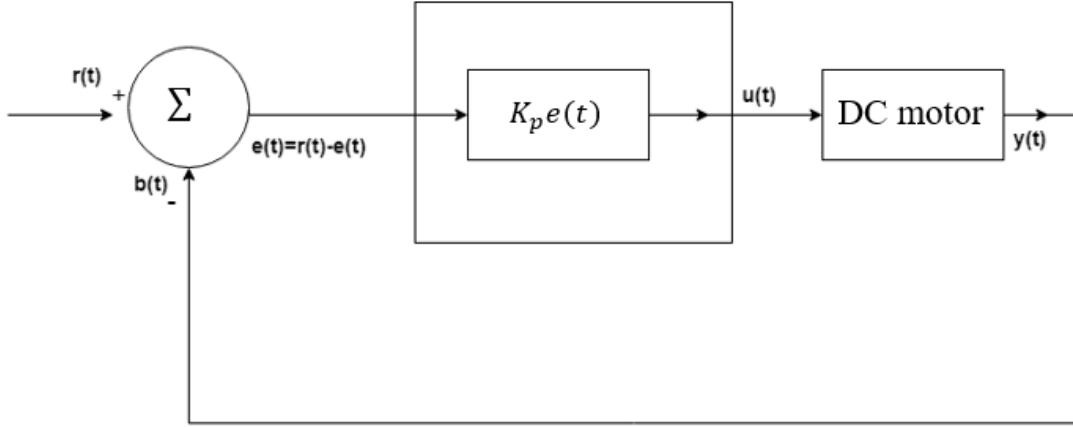 r(t)
+
Σ
e(t)=r(t)-e(t)
b(t)
-
K_p e(t)
u(t)
DC motor
y(t)